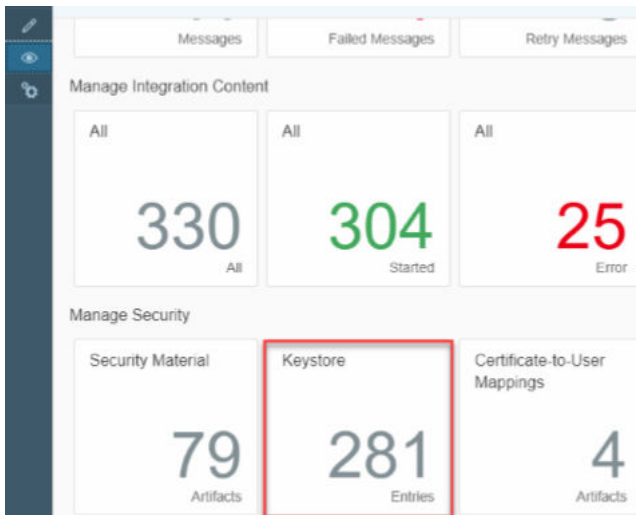 Messages
Failed Messages
Retry Messages
Manage Integration Content
All
All
All
330
304
25
All
Started
Error
Manage Security
Security Material
Keystore
Certificate-to-User
Mappings
79
281
4
Artifacts
Entries
Artifacts